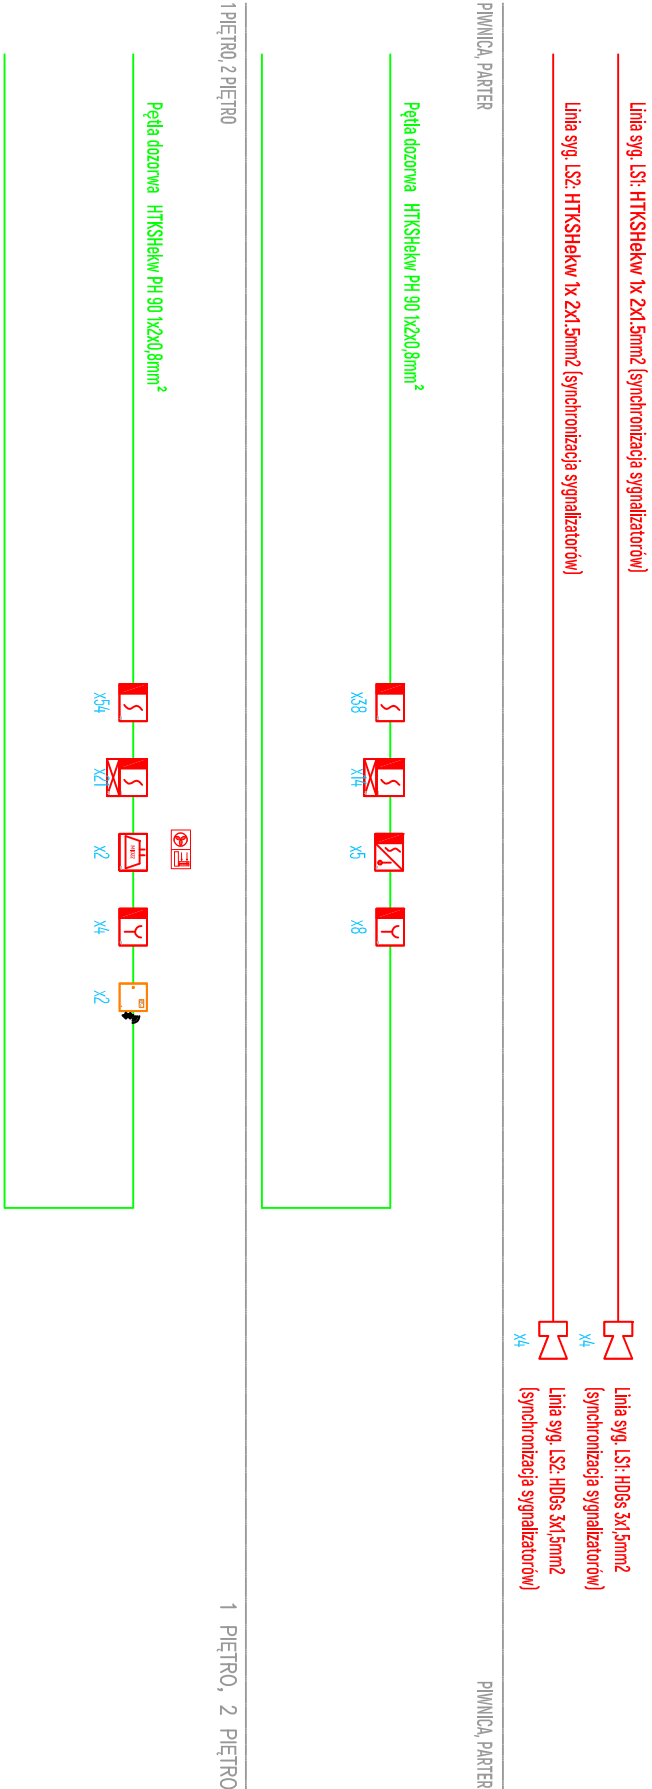 Linia syg. LS1: HTKSHekw 1x 2x1.5mm2 (synchronizacja sygnalizatorów)
x4
Linia syg. LS1: HDGs 3x1,5mm2
(synchronizacja sygnalizatorów)
Linia syg. LS2: HTKSHekw 1x 2x1.5mm2 (synchronizacja sygnalizatorów)
x4
Linia syg. LS2: HDGs 3x1,5mm2
(synchronizacja sygnalizatorów)
PIWNICA, PARTER
PIWNICA, PARTER
Pętla dozorwa HTKSHekw PH 90 1x2x0,8mm²
x38
x14
x5
x8
1 PIĘTRO, 2 PIĘTRO
1 PIĘTRO, 2 PIĘTRO
Pętla dozorwa HTKSHekw PH 90 1x2x0,8mm²
x54
x21
x2
x4
x2